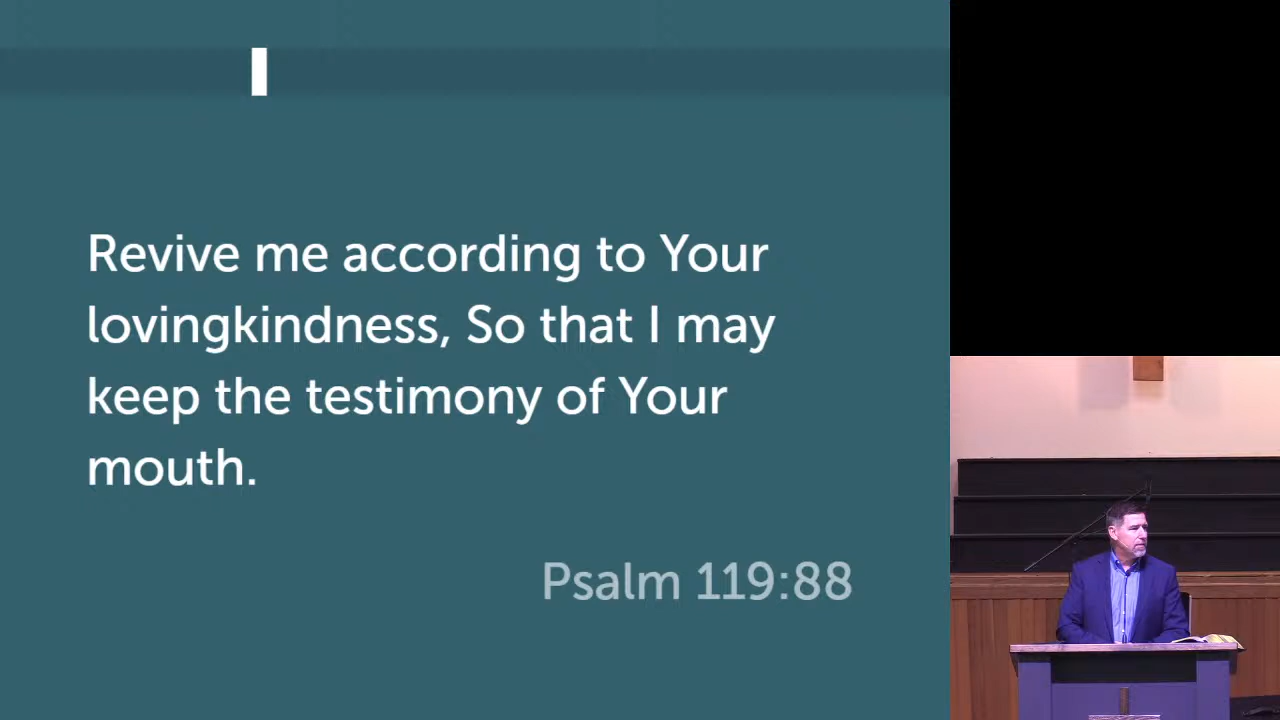 Revive me according to Your
lovingkindness, So that I may
keep the testimony of Your
mouth.
Psalm 119:88